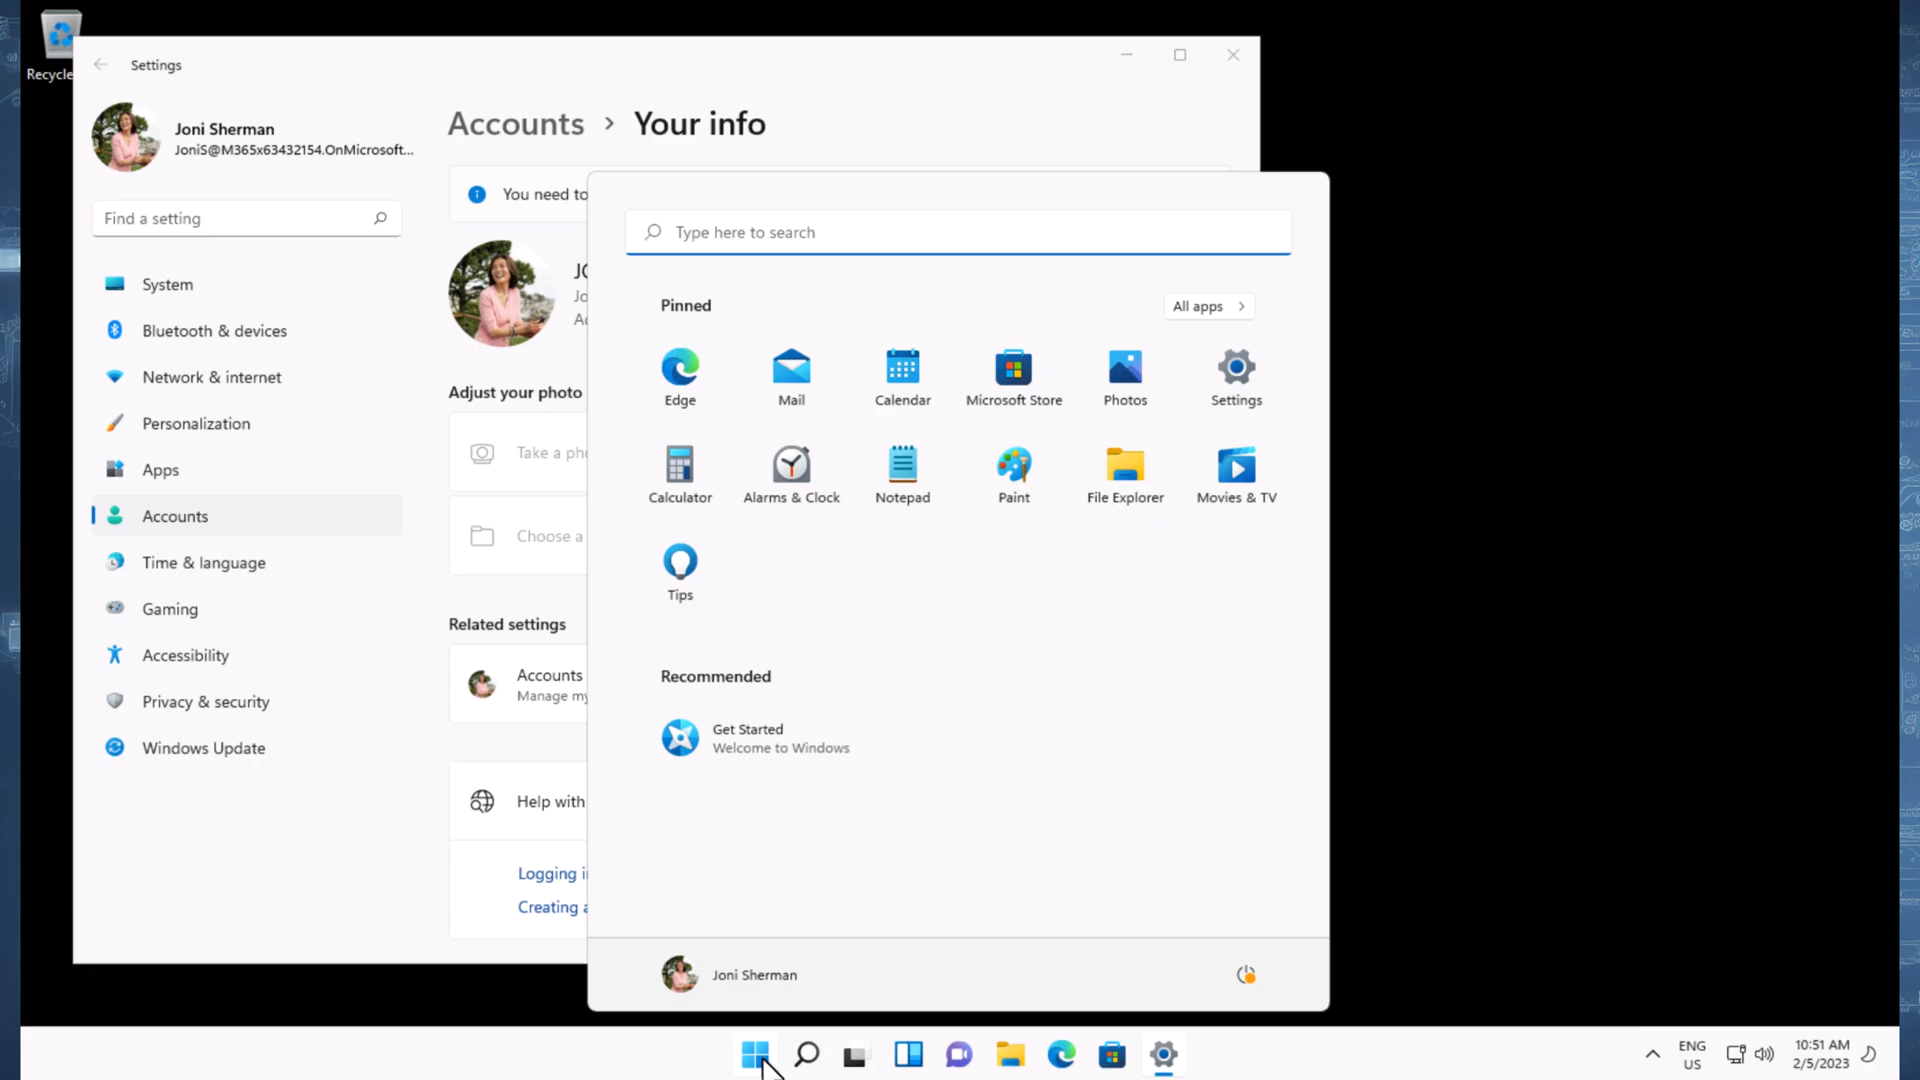 Recycle
Settings
Joni Sherman
JoniS@M365x63432154.OnMicrosoft...
Find a setting
System
Bluetooth & devices
Network & internet
Personalization
Apps
Accounts
Time & language
Gaming
Accessibility
Privacy & security
Windows Update
Accounts > Your info
You need to
Adjust your photo
Take a pho
Choose a
Related settings
Accounts
Manage my
Help with
Logging i
Creating a
Type here to search
Pinned
All apps >
Edge
Mail
Calendar
Microsoft Store
Photos
Settings
Calculator
Alarms & Clock
Notepad
Paint
File Explorer
Movies & TV
Tips
Recommended
Get Started
Welcome to Windows
Joni Sherman
ENG
US
10:51 AM
2/5/2023